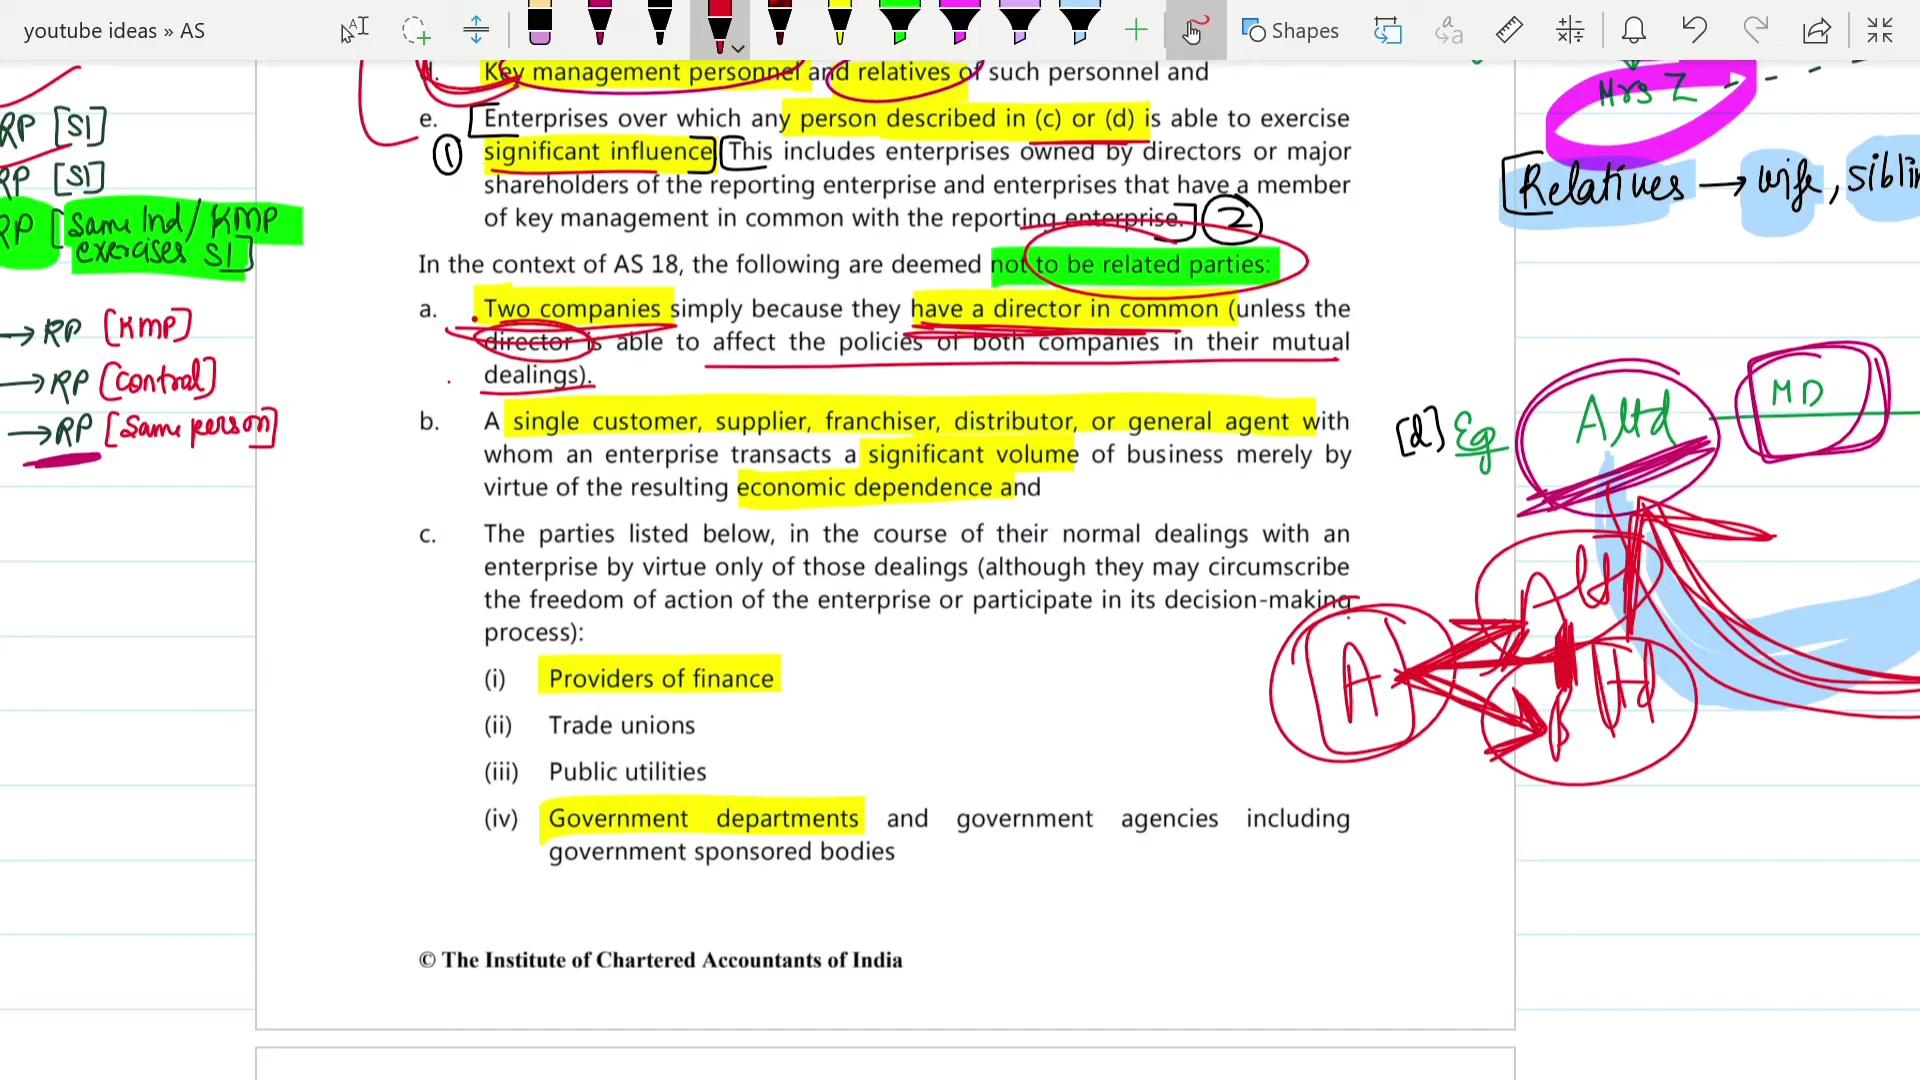 youtube ideas » AS
Shapes
d. Key management personnel and relatives of such personnel and
e. Enterprises over which any person described in (c) or (d) is able to exercise
① significant influence. This includes enterprises owned by directors or major
shareholders of the reporting enterprise and enterprises that have a member
of key management in common with the reporting enterprise. ②
In the context of AS 18, the following are deemed not to be related parties:
a. Two companies simply because they have a director in common (unless the
director is able to affect the policies of both companies in their mutual
dealings).
b. A single customer, supplier, franchiser, distributor, or general agent with
whom an enterprise transacts a significant volume of business merely by
virtue of the resulting economic dependence and
c. The parties listed below, in the course of their normal dealings with an
enterprise by virtue only of those dealings (although they may circumscribe
the freedom of action of the enterprise or participate in its decision-making
process):
(i) Providers of finance
(ii) Trade unions
(iii) Public utilities
(iv) Government departments and government agencies including
government sponsored bodies
© The Institute of Chartered Accountants of India
RP [SI]
RP [SI]
RP [Same Ind/KMP
exercises SI]
→ RP [KMP]
→ RP [Control]
→ RP [Same person]
Mrs Z
[Relatives → wife,
[d] Eg A Ltd MD
A
A Ltd
B Ltd